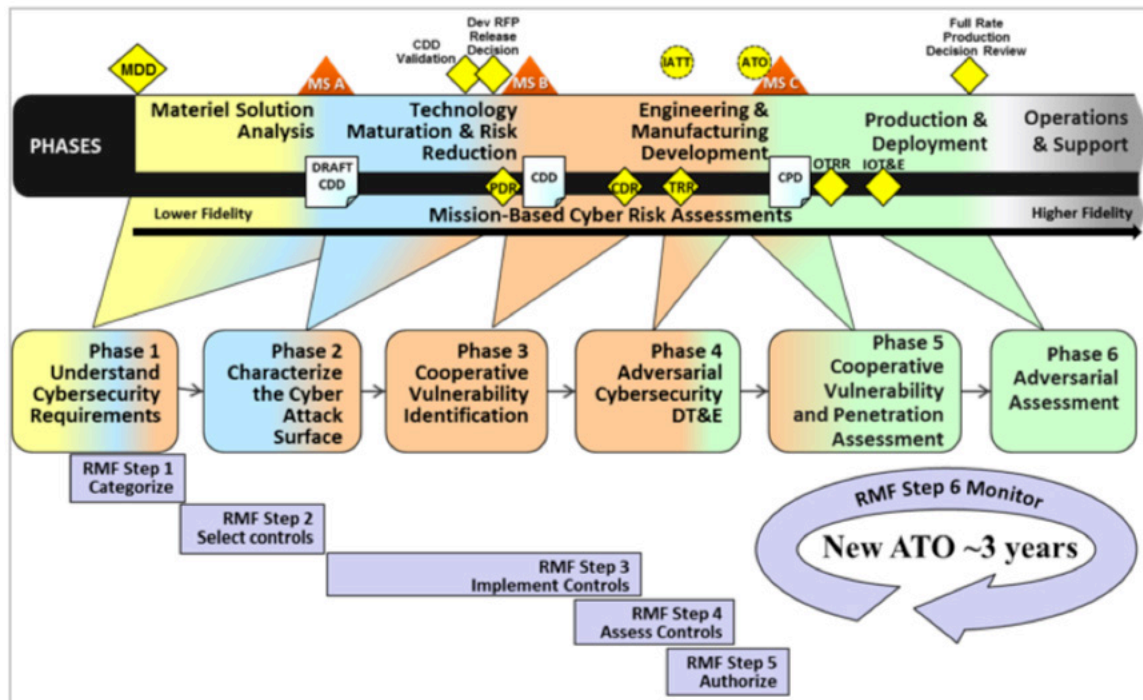 Dev RFP
Release
Decision
CDD
Validation
Full Rate
Production
Decision Review
MDD
MS A
MS B
IATT
ATO
MS C
PHASES
Materiel Solution
Analysis
Technology
Maturation & Risk
Reduction
Engineering &
Manufacturing
Development
Production &
Deployment
Operations
& Support
DRAFT
CDD
PDR
CDD
CDR
TRR
CPD
OTRR
IOT&E
Lower Fidelity
Mission-Based Cyber Risk Assessments
Higher Fidelity
Phase 1
Understand
Cybersecurity
Requirements
Phase 2
Characterize
the Cyber
Attack
Surface
Phase 3
Cooperative
Vulnerability
Identification
Phase 4
Adversarial
Cybersecurity
DT&E
Phase 5
Cooperative
Vulnerability
and Penetration
Assessment
Phase 6
Adversarial
Assessment
RMF Step 1
Categorize
RMF Step 2
Select controls
RMF Step 3
Implement Controls
RMF Step 4
Assess Controls
RMF Step 5
Authorize
RMF Step 6 Monitor
New ATO ~3 years